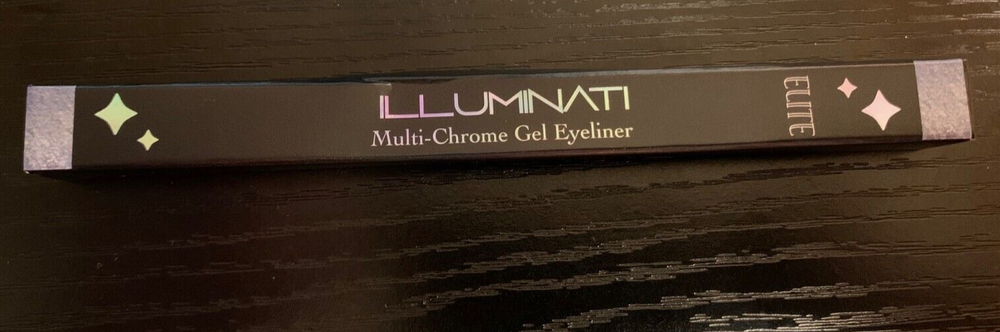 ILLUMINATI
Multi-Chrome Gel Eyeliner
ELITE